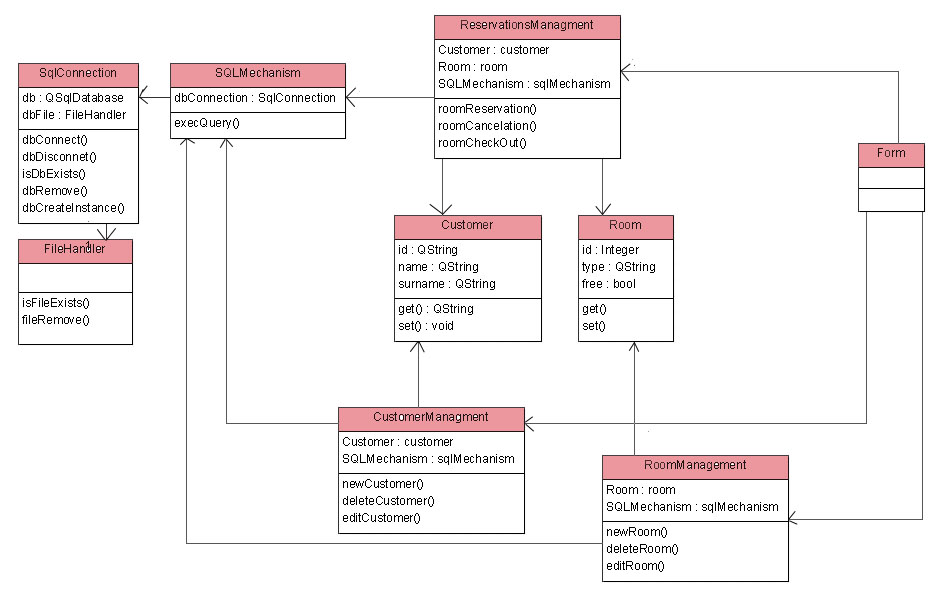 ReservationsManagment
Customer : customer
Room : room
SQLMechanism : sqlMechanism
roomReservation()
roomCancelation()
roomCheckOut()
SqlConnection
db : QSqlDatabase
dbFile : FileHandler
dbConnect()
dbDisconnet()
isDbExists()
dbRemove()
dbCreateInstance()
SQLMechanism
dbConnection : SqlConnection
execQuery()
Form
1
FileHandler
isFileExists()
fileRemove()
Customer
id : QString
name : QString
surname : QString
get() : QString
set() : void
Room
id : Integer
type : QString
free : bool
get()
set()
CustomerManagment
Customer : customer
SQLMechanism : sqlMechanism
newCustomer()
deleteCustomer()
editCustomer()
RoomManagement
Room : room
SQLMechanism : sqlMechanism
newRoom()
deleteRoom()
editRoom()